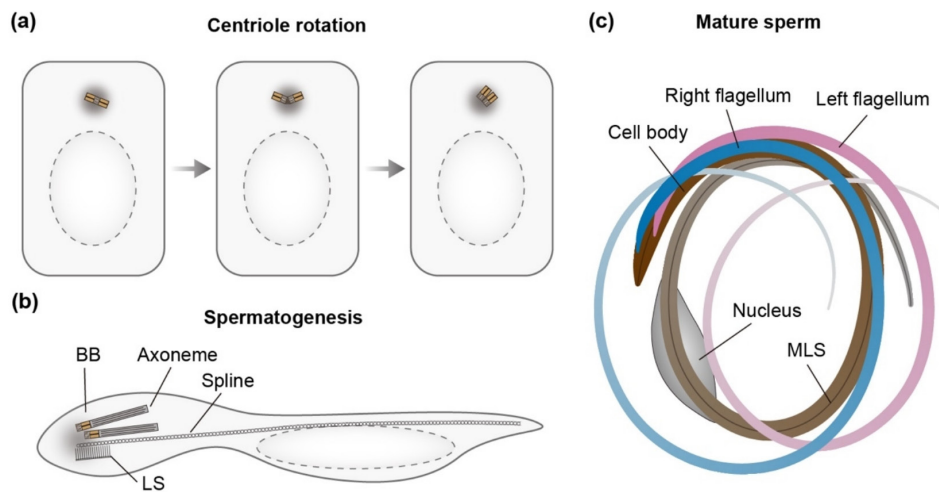 (a)
Centriole rotation
(b)
Spermatogenesis
BB
Axoneme
Spline
LS
(c)
Mature sperm
Right flagellum
Left flagellum
Cell body
Nucleus
MLS